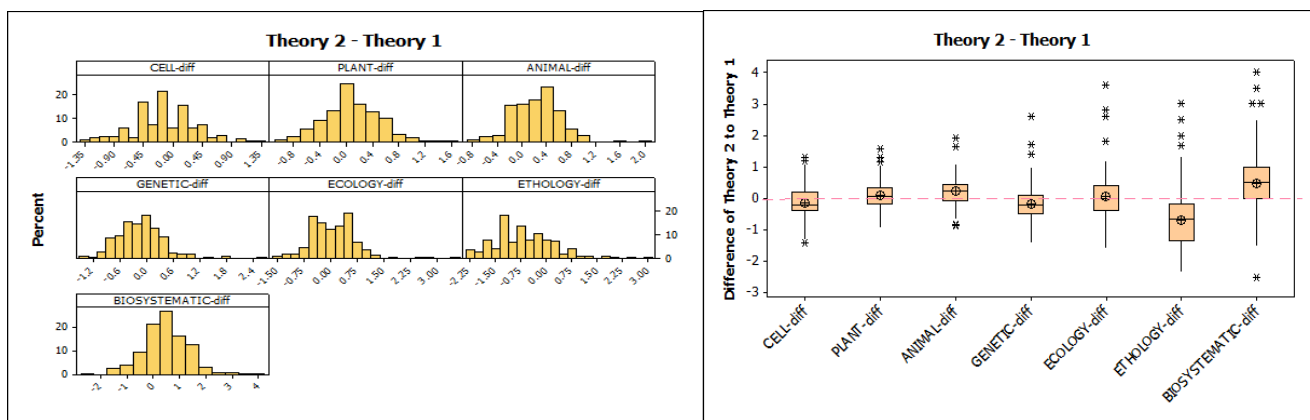 Theory 2 - Theory 1
CELL-diff PLANT-diff ANIMAL-diff
20
10
0
-1.35 -0.90 -0.45 0.00 0.45 0.90 1.35 -0.8 -0.4 0.0 0.4 0.8 1.2 1.6 -0.8 -0.4 0.0 0.4 0.8 1.2 1.6 2.0
GENETIC-diff ECOLOGY-diff ETHOLOGY-diff
20
10
0
-1.2 -0.6 0.0 0.6 1.2 1.8 2.4 -1.50 -0.75 0.00 0.75 1.50 2.25 3.00 -2.25 -1.50 -0.75 0.00 0.75 1.50 2.25 3.00
BIOSYSTEMATIC-diff
20
10
0
-2 -1 0 1 2 3 4
Percent
Theory 2 - Theory 1
Difference of Theory 2 to Theory 1
4
3
2
1
0
-1
-2
-3
CELL-diff PLANT-diff ANIMAL-diff GENETIC-diff ECOLOGY-diff ETHOLOGY-diff BIOSYSTEMATIC-diff